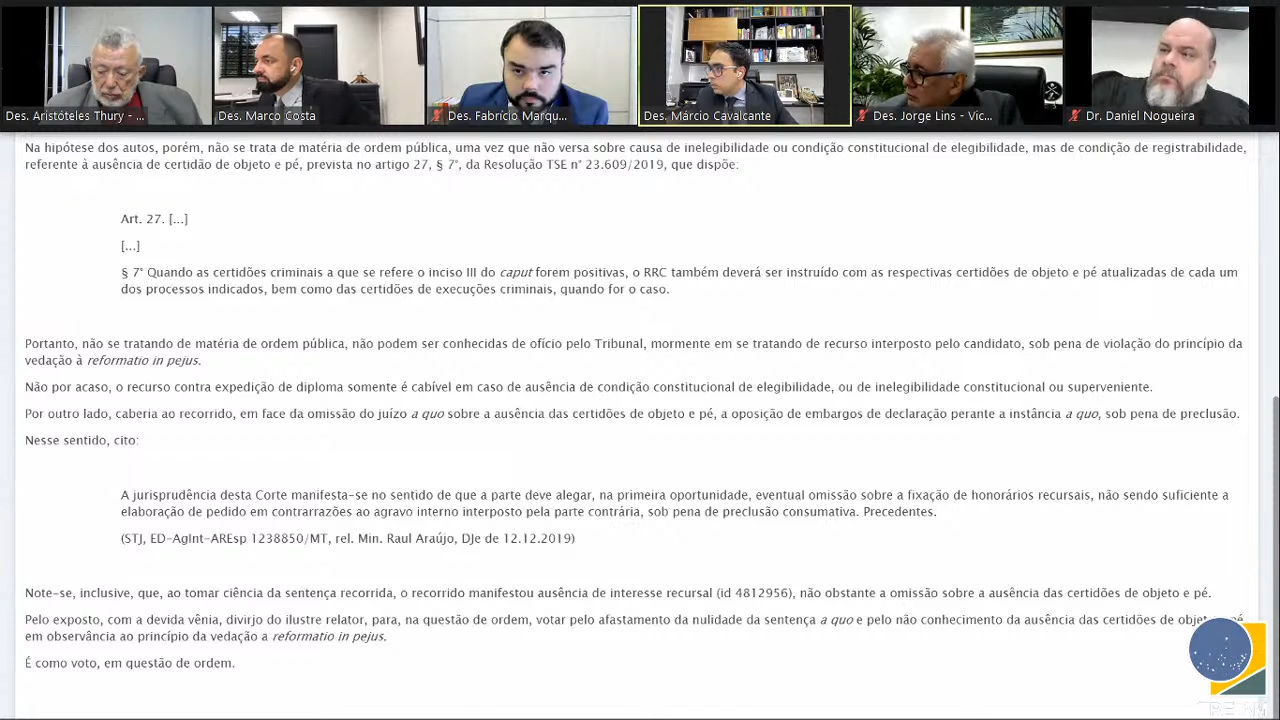 Des. Aristóteles Thury - ...
Des. Marco Costa
Des. Fabrício Marqu...
Des. Márcio Cavalcante
Des. Jorge Lins - Vic...
Dr. Daniel Nogueira
Na hipótese dos autos, porém, não se trata de matéria de ordem pública, uma vez que não versa sobre causa de inelegibilidade ou condição constitucional de elegibilidade, mas de condição de registrabilidade,
referente à ausência de certidão de objeto e pé, prevista no artigo 27, § 7º, da Resolução TSE nº 23.609/2019, que dispõe:
Art. 27. [...]
[...]
§ 7º Quando as certidões criminais a que se refere o inciso III do caput forem positivas, o RRC também deverá ser instruído com as respectivas certidões de objeto e pé atualizadas de cada um
dos processos indicados, bem como das certidões de execuções criminais, quando for o caso.
Portanto, não se tratando de matéria de ordem pública, não podem ser conhecidas de ofício pelo Tribunal, mormente em se tratando de recurso interposto pelo candidato, sob pena de violação do princípio da
vedação à reformatio in pejus.
Não por acaso, o recurso contra expedição de diploma somente é cabível em caso de ausência de condição constitucional de elegibilidade, ou de inelegibilidade constitucional ou superveniente.
Por outro lado, caberia ao recorrido, em face da omissão do juízo a quo sobre a ausência das certidões de objeto e pé, a oposição de embargos de declaração perante a instância a quo, sob pena de preclusão.
Nesse sentido, cito:
A jurisprudência desta Corte manifesta-se no sentido de que a parte deve alegar, na primeira oportunidade, eventual omissão sobre a fixação de honorários recursais, não sendo suficiente a
elaboração de pedido em contrarrazões ao agravo interno interposto pela parte contrária, sob pena de preclusão consumativa. Precedentes.
(STJ, ED-AgInt-AREsp 1238850/MT, rel. Min. Raul Araújo, DJe de 12.12.2019)
Note-se, inclusive, que, ao tomar ciência da sentença recorrida, o recorrido manifestou ausência de interesse recursal (id 4812956), não obstante a omissão sobre a ausência das certidões de objeto e pé.
Pelo exposto, com a devida vênia, divirjo do ilustre relator, para, na questão de ordem, votar pelo afastamento da nulidade da sentença a quo e pelo não conhecimento da ausência das certidões de objeto e pé
em observância ao princípio da vedação a reformatio in pejus.
É como voto, em questão de ordem.
TRE-AM